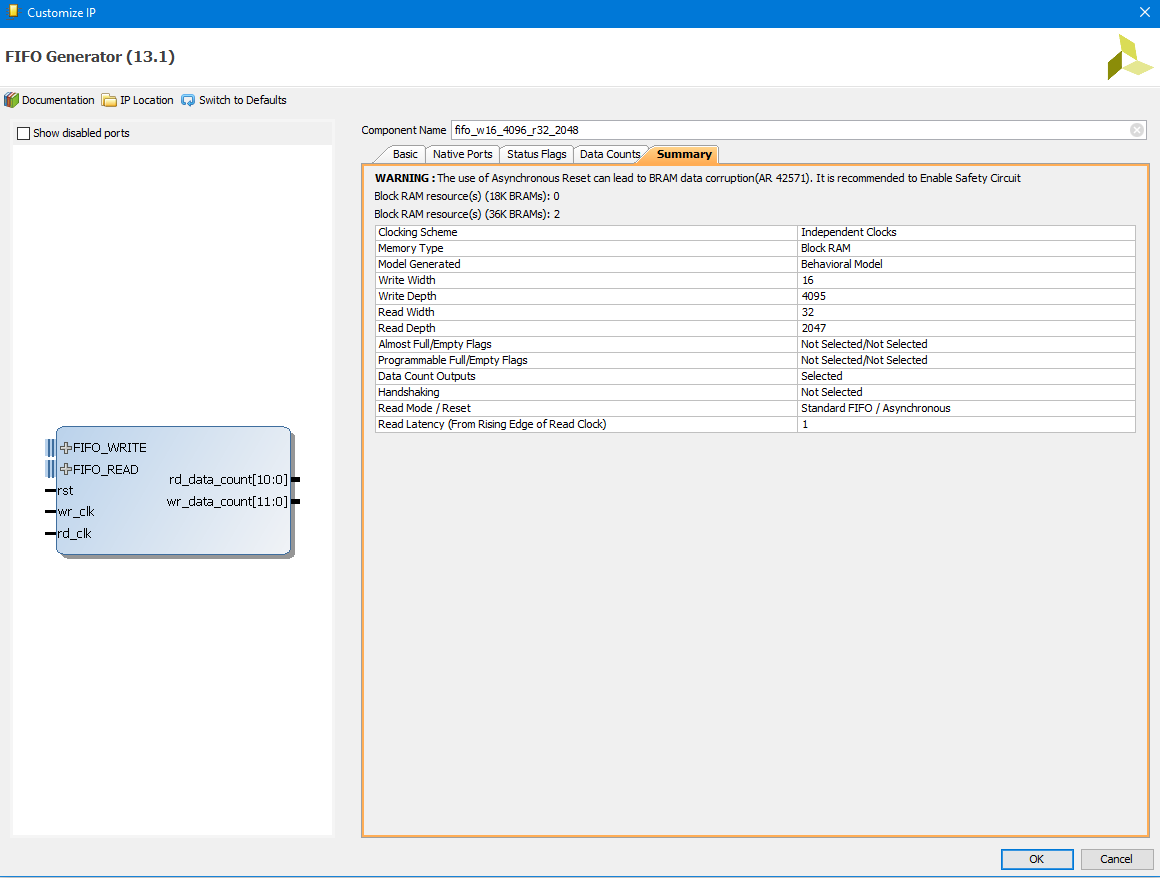 Customize IP
FIFO Generator (13.1)
Documentation IP Location Switch to Defaults
Show disabled ports
FIFO_WRITE
FIFO_READ
rst
wr_clk
rd_clk
rd_data_count[10:0]
wr_data_count[11:0]
Component Name fifo_w16_4096_r32_2048
Basic Native Ports Status Flags Data Counts Summary
WARNING : The use of Asynchronous Reset can lead to BRAM data corruption(AR 42571). It is recommended to Enable Safety Circuit
Block RAM resource(s) (18K BRAMs): 0
Block RAM resource(s) (36K BRAMs): 2
Clocking Scheme Independent Clocks
Memory Type Block RAM
Model Generated Behavioral Model
Write Width 16
Write Depth 4095
Read Width 32
Read Depth 2047
Almost Full/Empty Flags Not Selected/Not Selected
Programmable Full/Empty Flags Not Selected/Not Selected
Data Count Outputs Selected
Handshaking Not Selected
Read Mode / Reset Standard FIFO / Asynchronous
Read Latency (From Rising Edge of Read Clock) 1
OK Cancel